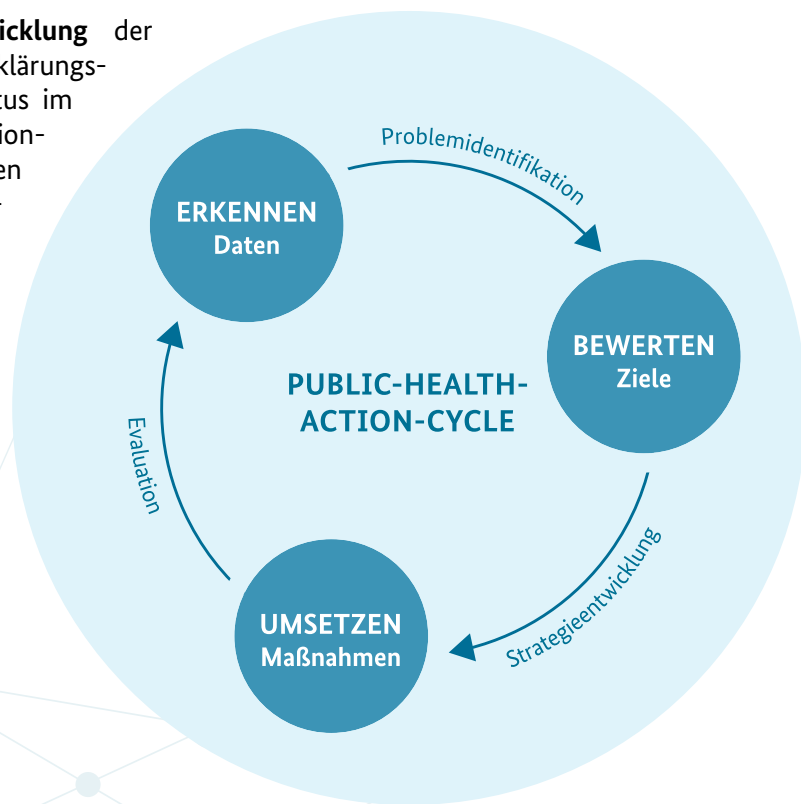 icklung der
klärungs-
tus im
ion-
en
Problemidentifikation
ERKENNEN
Daten
BEWERTEN
Ziele
PUBLIC-HEALTH-
ACTION-CYCLE
Evaluation
Strategieentwicklung
UMSETZEN
Maßnahmen